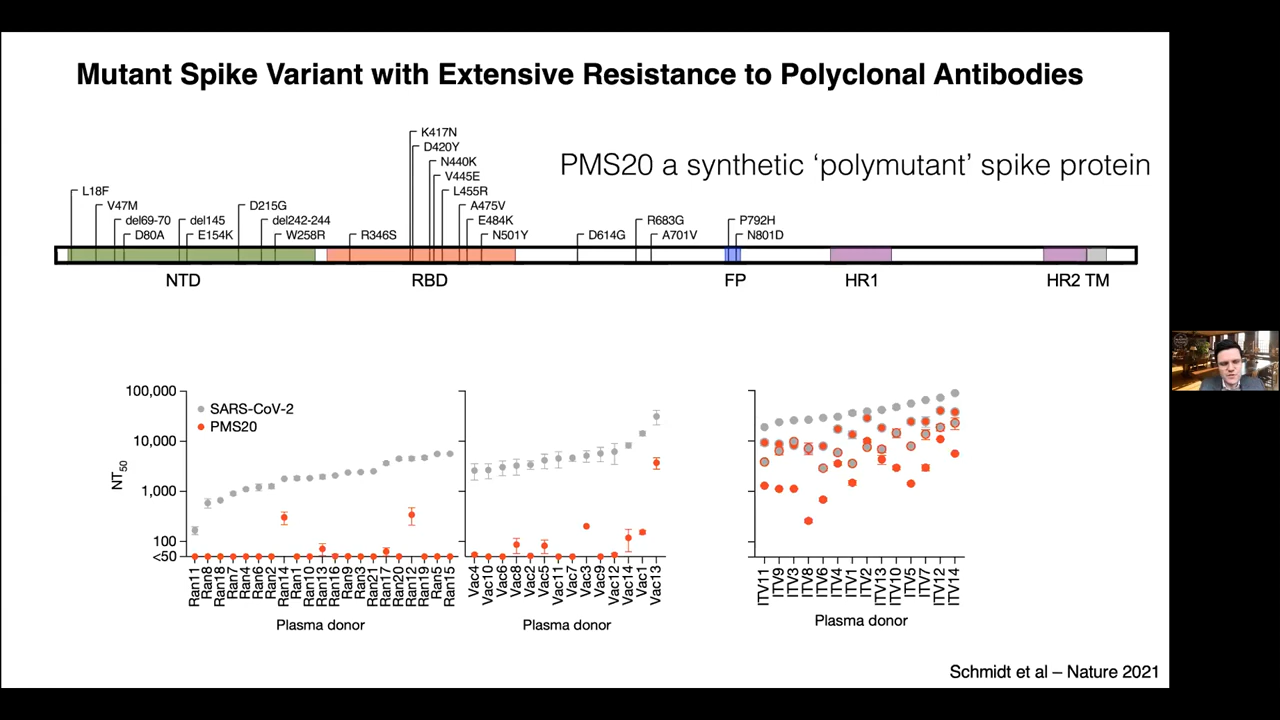 Mutant Spike Variant with Extensive Resistance to Polyclonal Antibodies
PMS20 a synthetic ‘polymutant’ spike protein
K417N
D420Y
N440K
V445E
L18F
L455R
V47M
D215G
A475V
del69-70
del145
del242-244
E484K
R683G
P792H
D80A
E154K
W258R
R346S
N501Y
D614G
A701V
N801D
NTD
RBD
FP
HR1
HR2 TM
NT50
100,000
10,000
1,000
100
<50
SARS-CoV-2
PMS20
Ran11
Ran8
Ran18
Ran7
Ran4
Ran6
Ran2
Ran14
Ran1
Ran10
Ran13
Ran16
Ran9
Ran3
Ran21
Ran17
Ran20
Ran12
Ran19
Ran5
Ran15
Plasma donor
Vac4
Vac10
Vac6
Vac8
Vac2
Vac5
Vac11
Vac7
Vac3
Vac9
Vac12
Vac14
Vac1
Vac13
Plasma donor
ITV11
ITV9
ITV3
ITV8
ITV6
ITV4
ITV1
ITV2
ITV13
ITV10
ITV5
ITV7
ITV12
ITV14
Plasma donor
Schmidt et al – Nature 2021